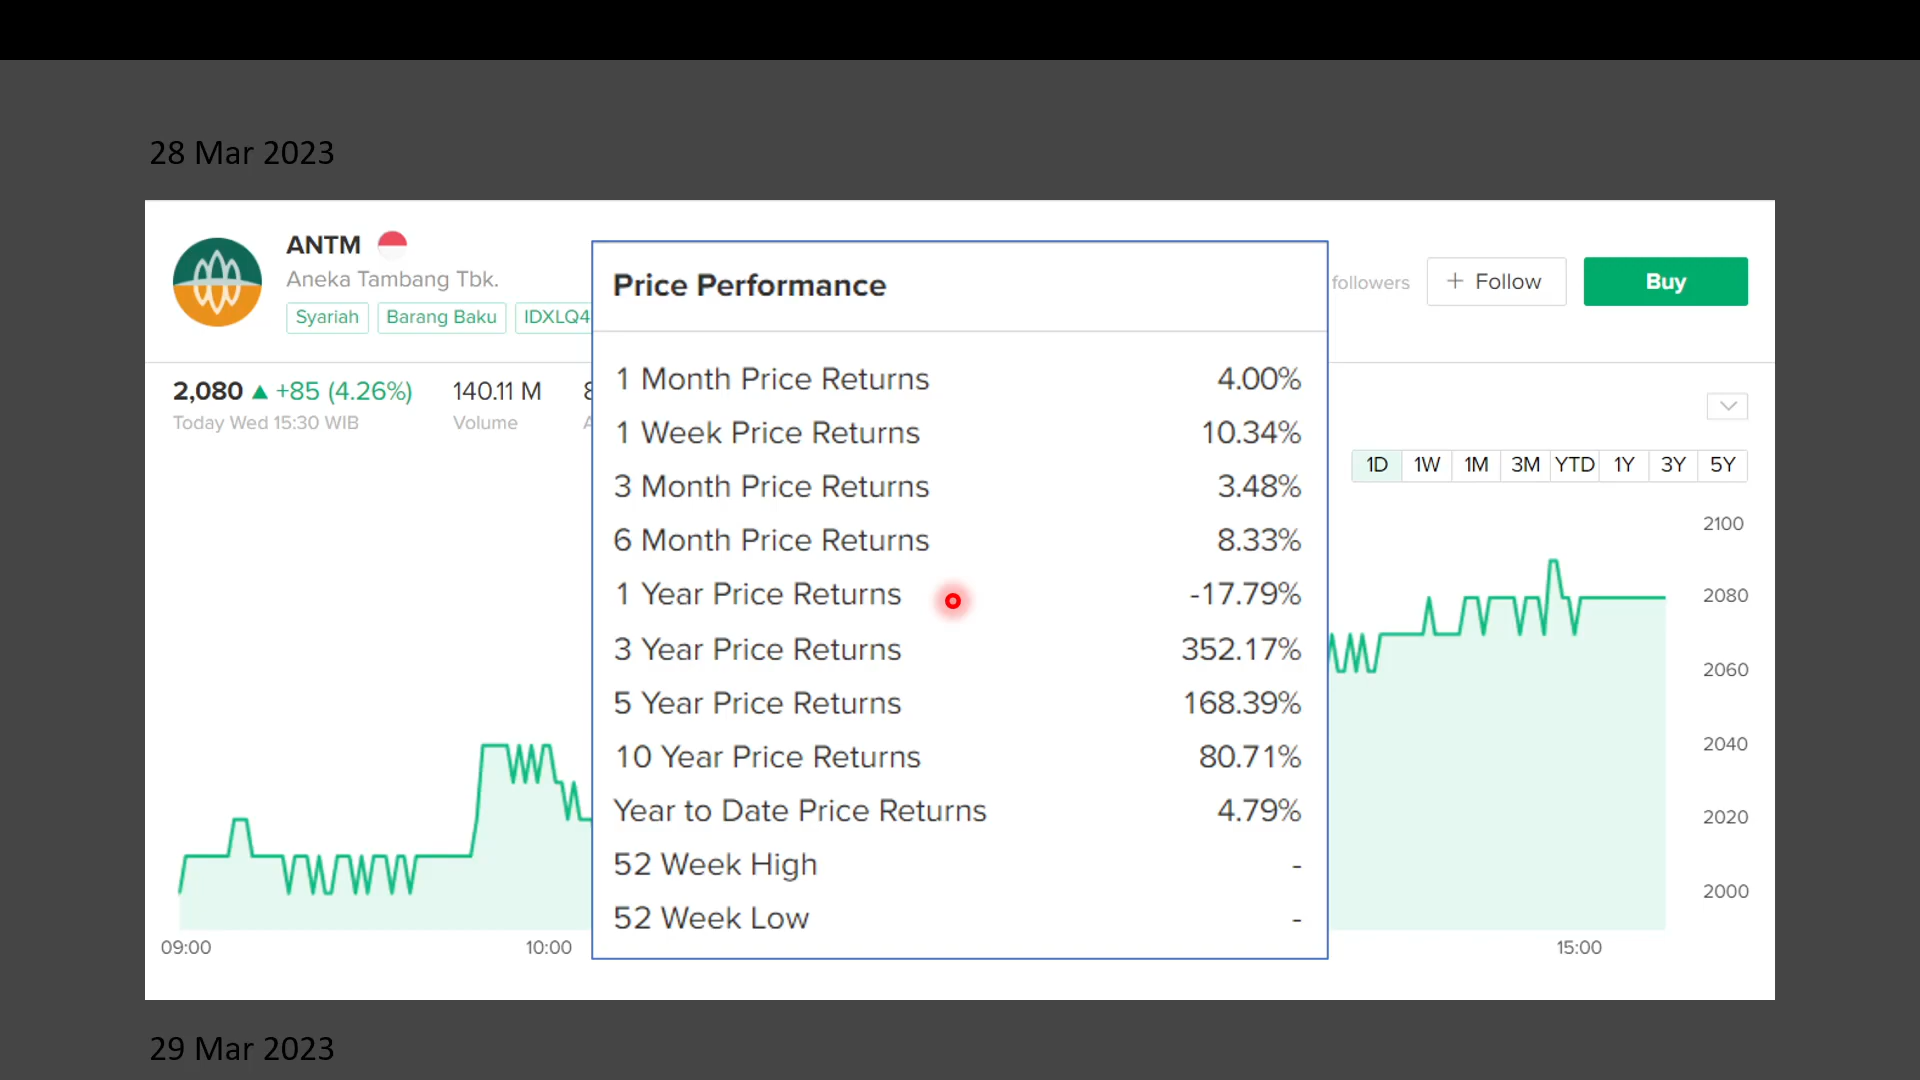 28 Mar 2023
ANTM
Aneka Tambang Tbk.
Syariah
Barang Baku
IDXLQ4
followers
+ Follow
Buy
2,080 ▲ +85 (4.26%)
Today Wed 15:30 WIB
140.11 M
Volume
Price Performance
1 Month Price Returns 4.00%
1 Week Price Returns 10.34%
3 Month Price Returns 3.48%
6 Month Price Returns 8.33%
1 Year Price Returns -17.79%
3 Year Price Returns 352.17%
5 Year Price Returns 168.39%
10 Year Price Returns 80.71%
Year to Date Price Returns 4.79%
52 Week High -
52 Week Low -
1D 1W 1M 3M YTD 1Y 3Y 5Y
2100
2080
2060
2040
2020
2000
09:00 10:00 15:00
29 Mar 2023